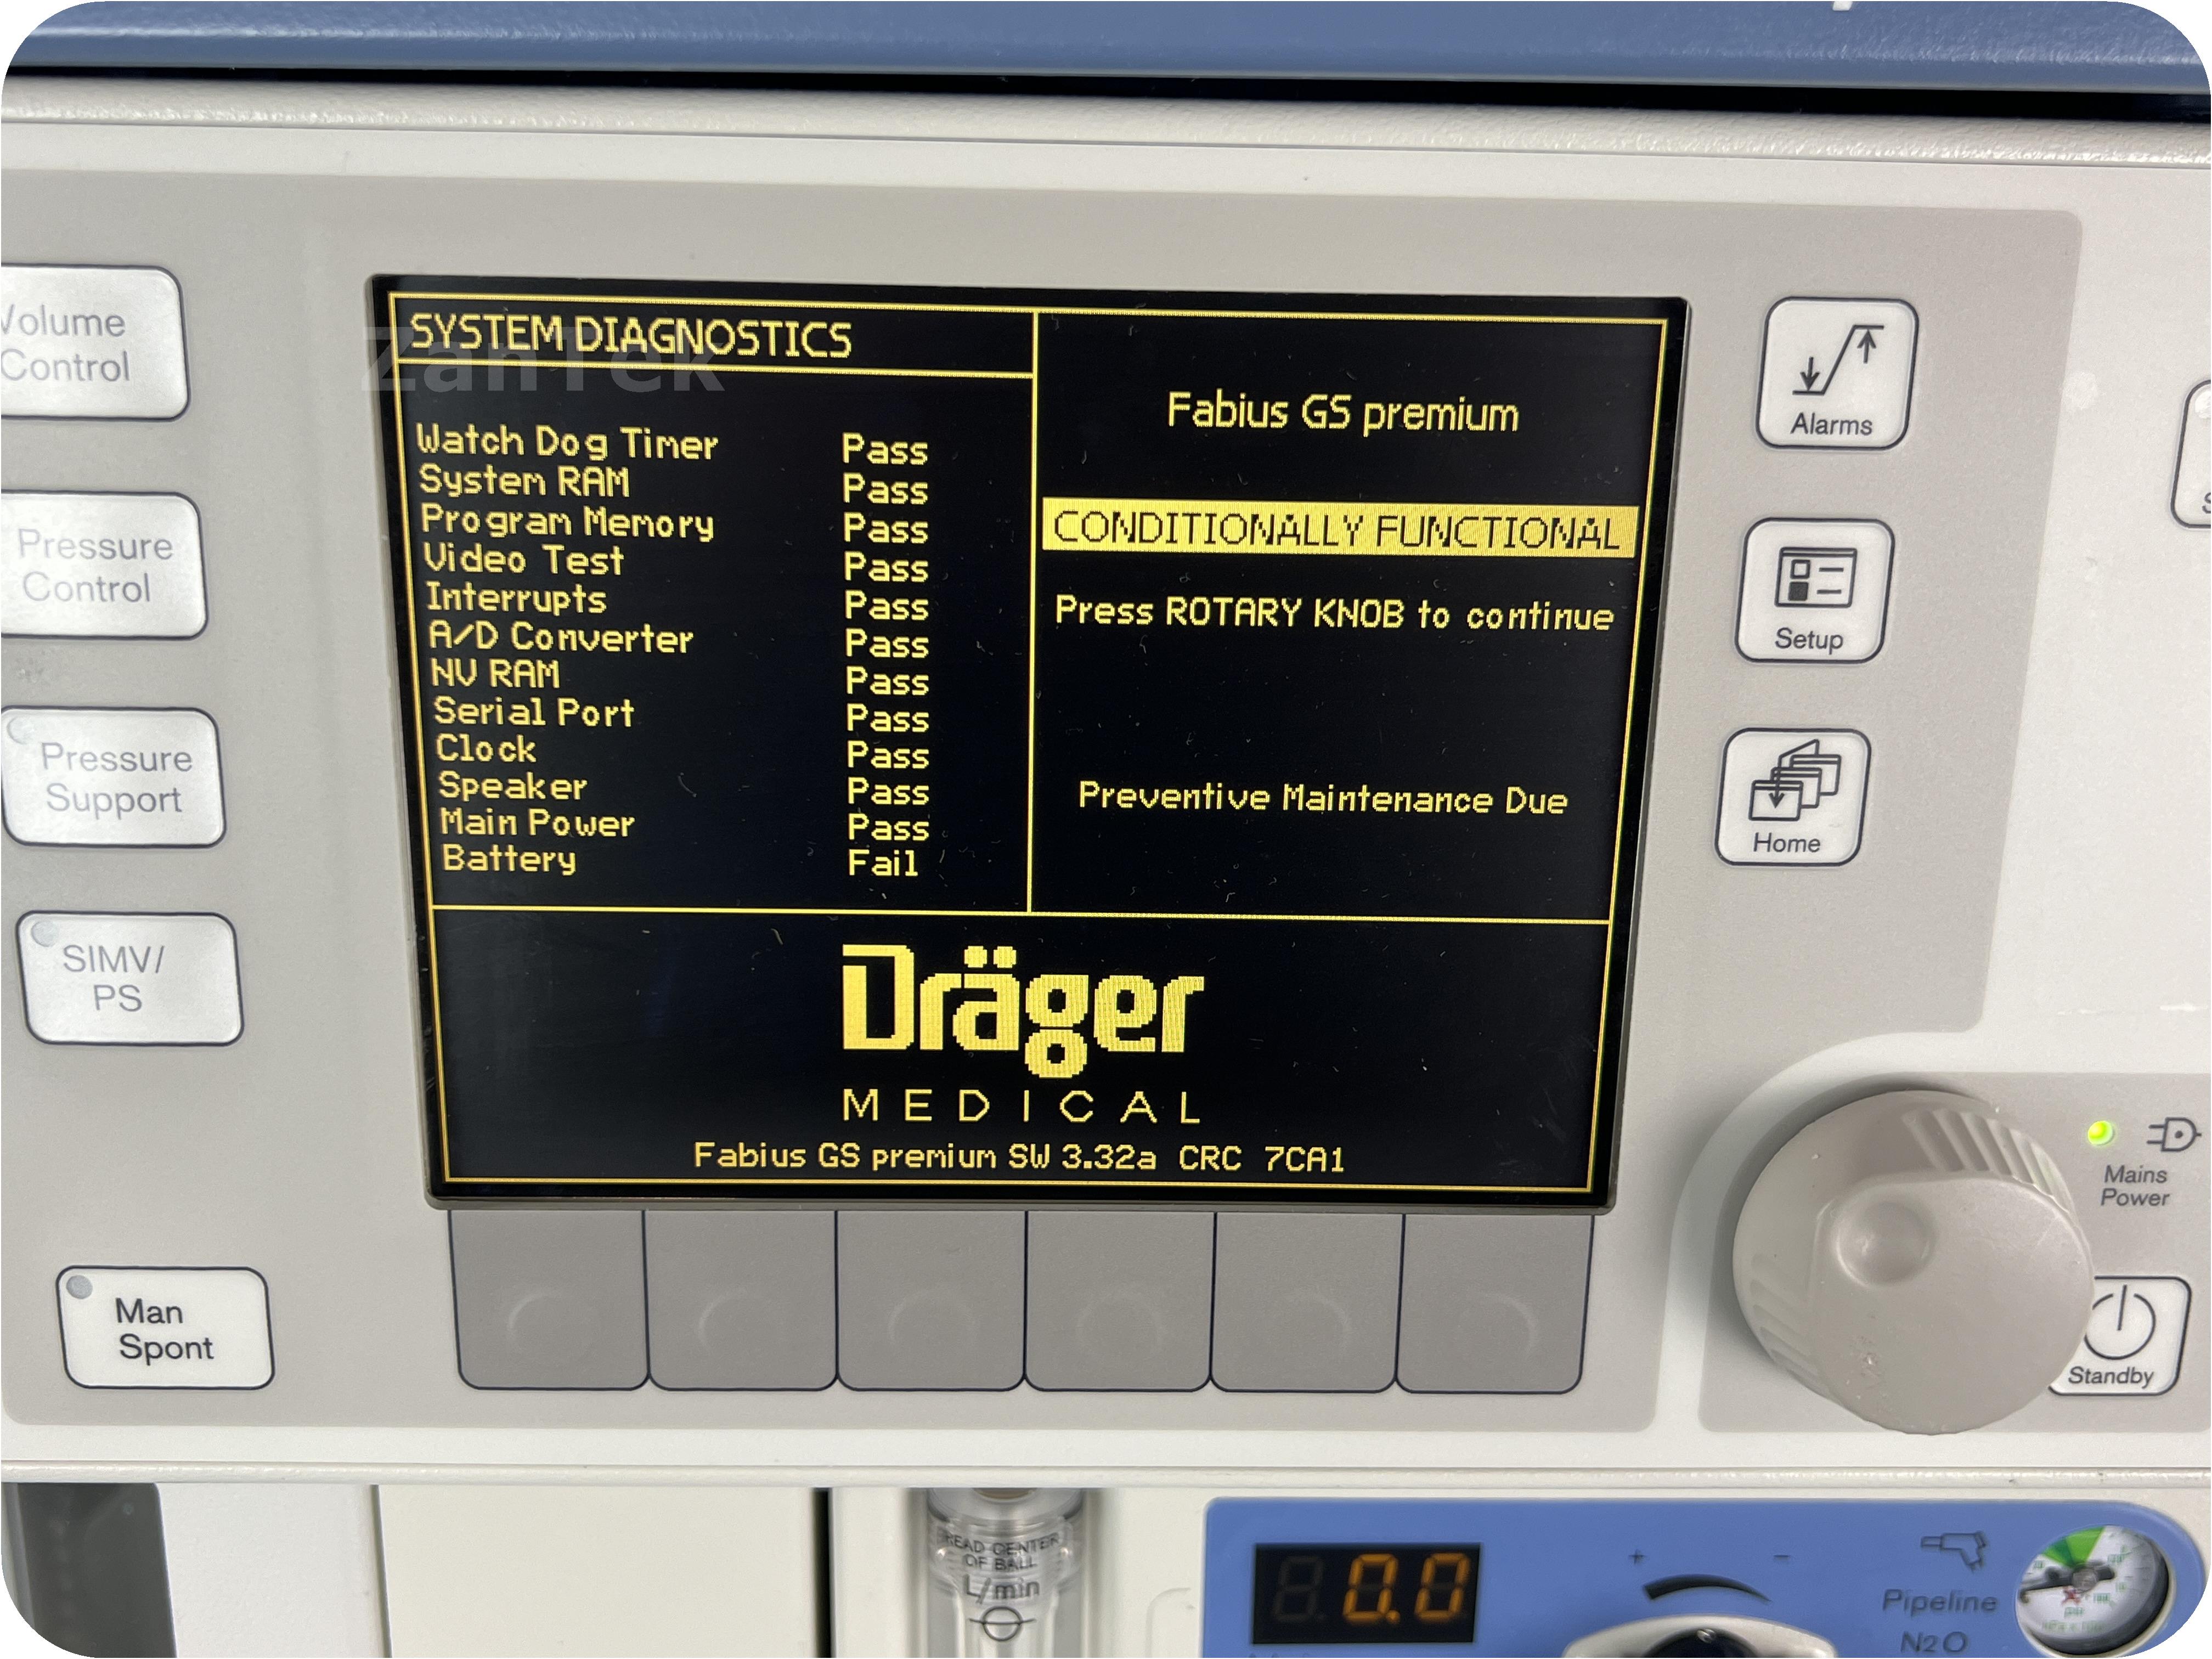 SYSTEM DIAGNOSTICS
ZanTek
Watch Dog Timer Pass
System RAM Pass
Program Memory Pass
Video Test Pass
Interrupts Pass
A/D Converter Pass
NV RAM Pass
Serial Port Pass
Clock Pass
Speaker Pass
Main Power Pass
Battery Fail
Fabius GS premium
CONDITIONALLY FUNCTIONAL
Press ROTARY KNOB to continue
Preventive Maintenance Due
Dräger
MEDICAL
Fabius GS premium SW 3.32a CRC 7CA1
Volume
Control
Pressure
Control
Pressure
Support
SIMV/
PS
Man
Spont
Alarms
Setup
Home
Mains
Power
Standby
READ CENTER
OF BALL
L/min
0.0
+ −
Pipeline
N2O